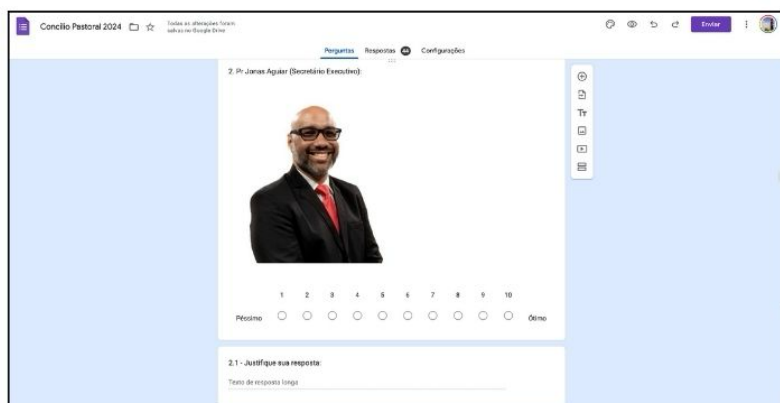 Concílio Pastoral 2024
Todas as alterações foram
salvas no Google Drive
Enviar
Perguntas Respostas 44 Configurações
2. Pr Jonas Aguiar (Secretário Executivo):
Tт
1 2 3 4 5 6 7 8 9 10
Péssimo Ótimo
2.1 - Justifique sua resposta:
Texto de resposta longa